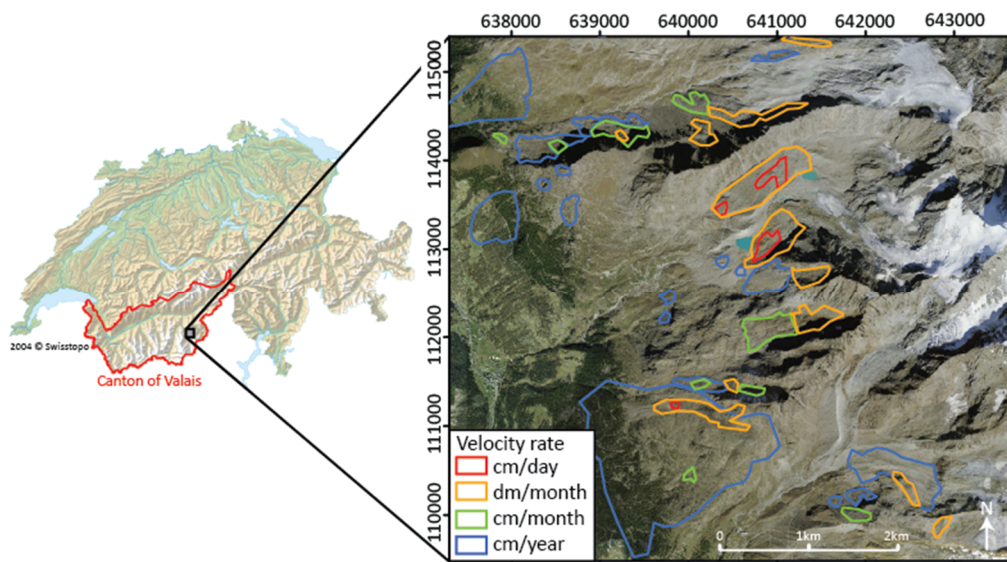 638000 639000 640000 641000 642000 643000
115000
114000
113000
112000
111000
110000
2004 © Swisstopo
Canton of Valais
Velocity rate
cm/day
dm/month
cm/month
cm/year
N
0 1km 2km